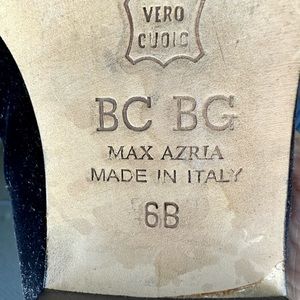 VERO
CUOIO
BC BG
MAX AZRIA
MADE IN ITALY
6B